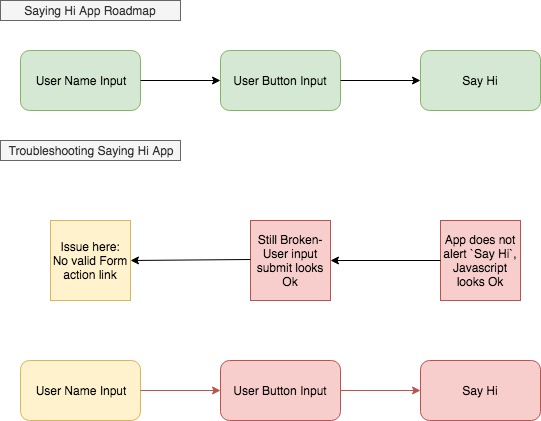 Saying Hi App Roadmap
User Name Input
User Button Input
Say Hi
Troubleshooting Saying Hi App
Issue here:
No valid Form
action link
Still Broken-
User input
submit looks
Ok
App does not
alert `Say Hi`,
Javascript
looks Ok
User Name Input
User Button Input
Say Hi